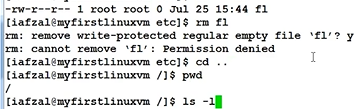 -rw-r--r-- 1 root root 0 Jul 25 15:44 fl
[iafzal@myfirstlinuxvm etc]$ rm fl
rm: remove write-protected regular empty file ‘fl’? y
rm: cannot remove ‘fl’: Permission denied
[iafzal@myfirstlinuxvm etc]$ cd ..
[iafzal@myfirstlinuxvm /]$ pwd
/
[iafzal@myfirstlinuxvm /]$ ls -l